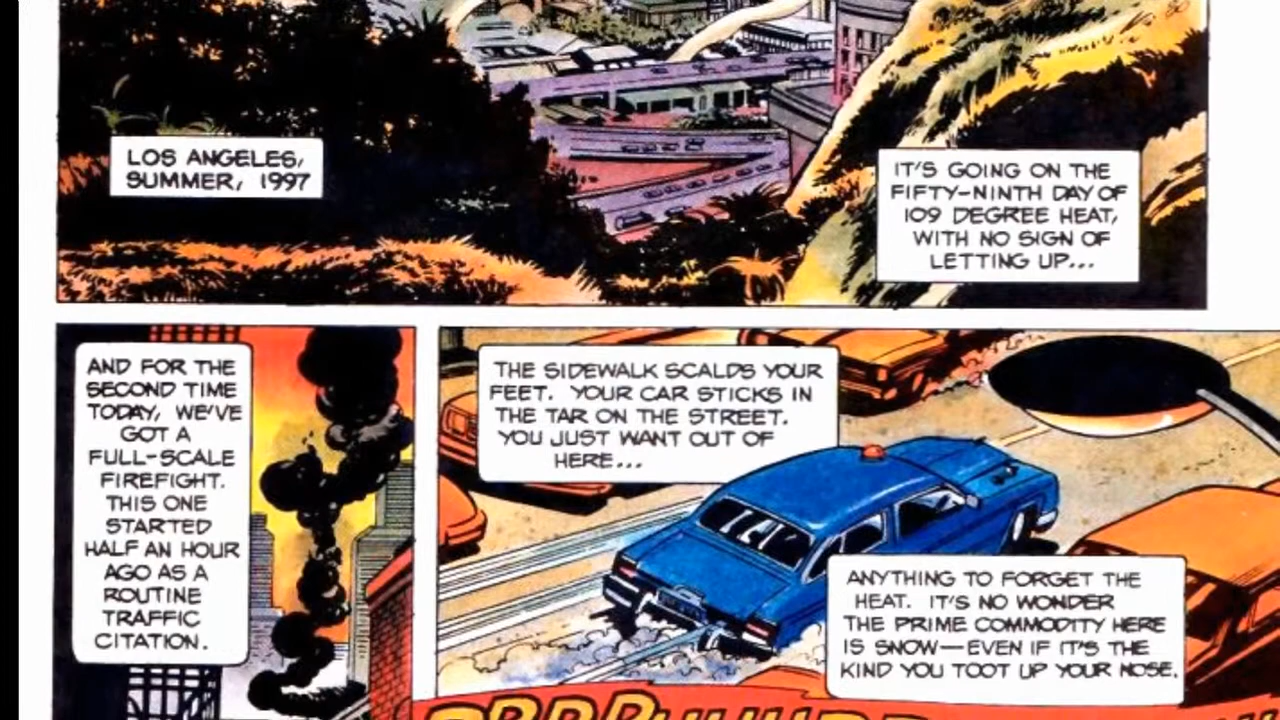 LOS ANGELES,
SUMMER, 1997
IT'S GOING ON THE
FIFTY-NINTH DAY OF
109 DEGREE HEAT,
WITH NO SIGN OF
LETTING UP...
AND FOR THE
SECOND TIME
TODAY, WE'VE
GOT A
FULL-SCALE
FIREFIGHT.
THIS ONE
STARTED
HALF AN HOUR
AGO AS A
ROUTINE
TRAFFIC
CITATION.
THE SIDEWALK SCALDS YOUR
FEET. YOUR CAR STICKS IN
THE TAR ON THE STREET.
YOU JUST WANT OUT OF
HERE...
ANYTHING TO FORGET THE
HEAT. IT'S NO WONDER
THE PRIME COMMODITY HERE
IS SNOW—EVEN IF IT'S THE
KIND YOU TOOT UP YOUR NOSE.